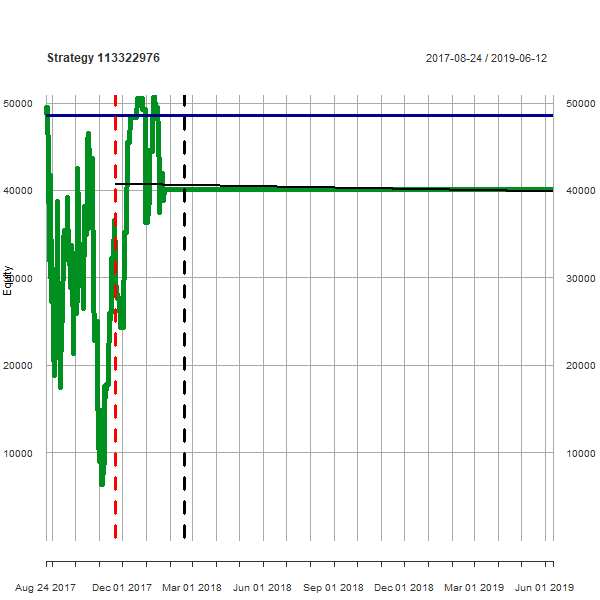 Strategy 113322976
2017-08-24 / 2019-06-12
50000 50000
40000 40000
30000 30000
Equity
20000 20000
10000 10000
Aug 24 2017 Dec 01 2017 Mar 01 2018 Jun 01 2018 Sep 01 2018 Dec 01 2018 Mar 01 2019 Jun 01 2019